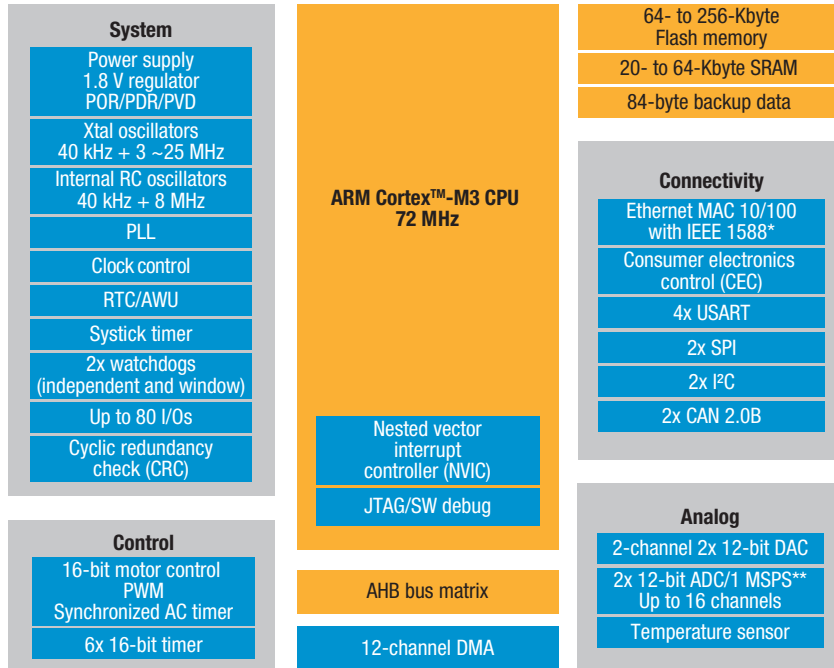 System
Power supply
1.8 V regulator
POR/PDR/PVD
Xtal oscillators
40 kHz + 3 ~25 MHz
Internal RC oscillators
40 kHz + 8 MHz
PLL
Clock control
RTC/AWU
Systick timer
2x watchdogs
(independent and window)
Up to 80 I/Os
Cyclic redundancy
check (CRC)
Control
16-bit motor control
PWM
Synchronized AC timer
6x 16-bit timer
ARM Cortex™-M3 CPU
72 MHz
Nested vector
interrupt
controller (NVIC)
JTAG/SW debug
AHB bus matrix
12-channel DMA
64- to 256-Kbyte
Flash memory
20- to 64-Kbyte SRAM
84-byte backup data
Connectivity
Ethernet MAC 10/100
with IEEE 1588*
Consumer electronics
control (CEC)
4x USART
2x SPI
2x I²C
2x CAN 2.0B
Analog
2-channel 2x 12-bit DAC
2x 12-bit ADC/1 MSPS**
Up to 16 channels
Temperature sensor